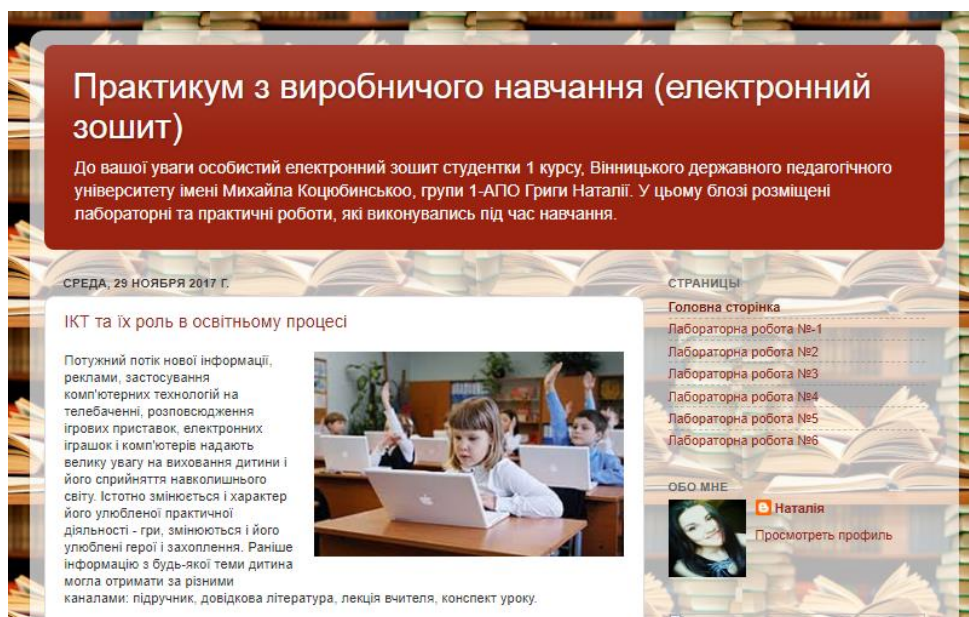 Практикум з виробничого навчання (електронний
зошит)
До вашої уваги особистий електронний зошит студентки 1 курсу, Вінницького державного педагогічного
університету імені Михайла Коцюбинськоо, групи 1-АПО Григи Наталії. У цьому блозі розміщені
лабораторні та практичні роботи, які виконувались під час навчання.
СРЕДА, 29 НОЯБРЯ 2017 Г.
ІКТ та їх роль в освітньому процесі
Потужний потік нової інформації,
реклами, застосування
комп'ютерних технологій на
телебаченні, розповсюдження
ігрових приставок, електронних
іграшок і комп'ютерів надають
велику увагу на виховання дитини і
його сприйняття навколишнього
світу. Істотно змінюється і характер
його улюбленої практичної
діяльності - гри, змінюються і його
улюблені герої і захоплення. Раніше
інформацію з будь-якої теми дитина
могла отримати за різними
каналами: підручник, довідкова література, лекція вчителя, конспект уроку.
СТРАНИЦЫ
Головна сторінка
Лабораторна робота №-1
Лабораторна робота №2
Лабораторна робота №3
Лабораторна робота №4
Лабораторна робота №5
Лабораторна робота №6
ОБО МНЕ
Наталія
Просмотреть профиль